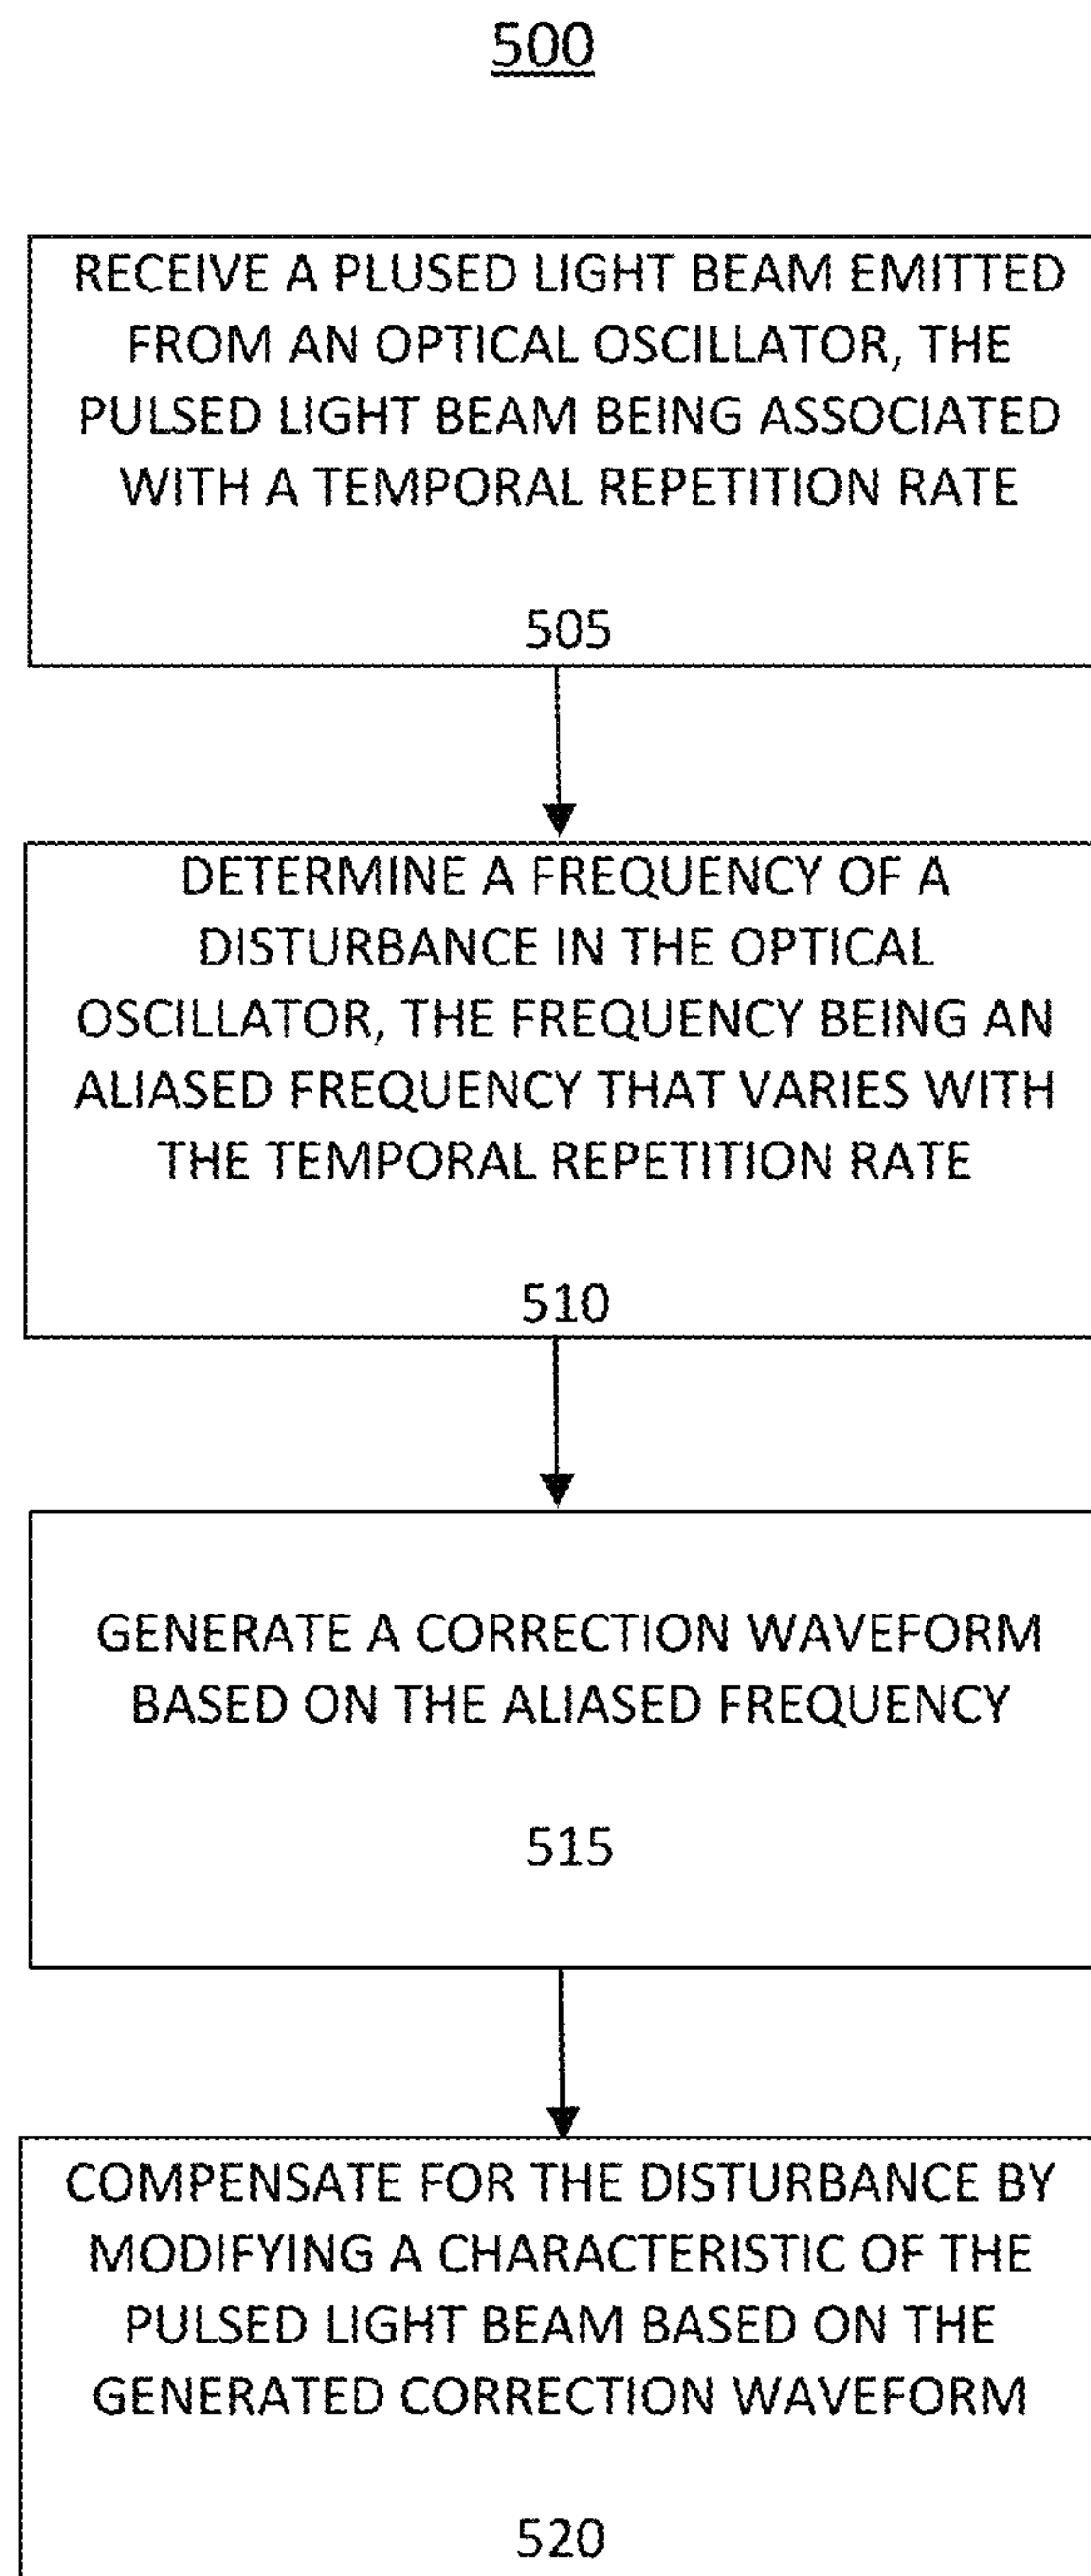 500
RECEIVE A PLUSED LIGHT BEAM EMITTED
FROM AN OPTICAL OSCILLATOR, THE
PULSED LIGHT BEAM BEING ASSOCIATED
WITH A TEMPORAL REPETITION RATE
505
DETERMINE A FREQUENCY OF A
DISTURBANCE IN THE OPTICAL
OSCILLATOR, THE FREQUENCY BEING AN
ALIASED FREQUENCY THAT VARIES WITH
THE TEMPORAL REPETITION RATE
510
GENERATE A CORRECTION WAVEFORM
BASED ON THE ALIASED FREQUENCY
515
COMPENSATE FOR THE DISTURBANCE BY
MODIFYING A CHARACTERISTIC OF THE
PULSED LIGHT BEAM BASED ON THE
GENERATED CORRECTION WAVEFORM
520